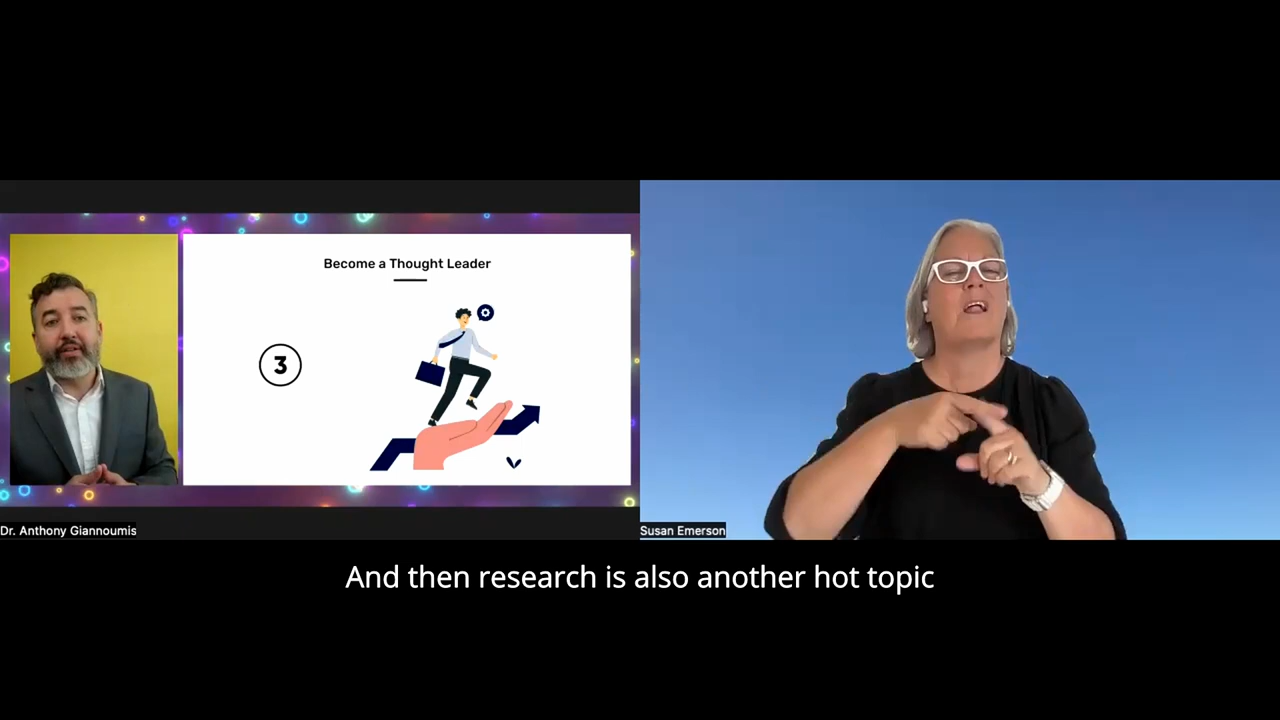 Become a Thought Leader
3
Dr. Anthony Giannoumis
Susan Emerson
And then research is also another hot topic